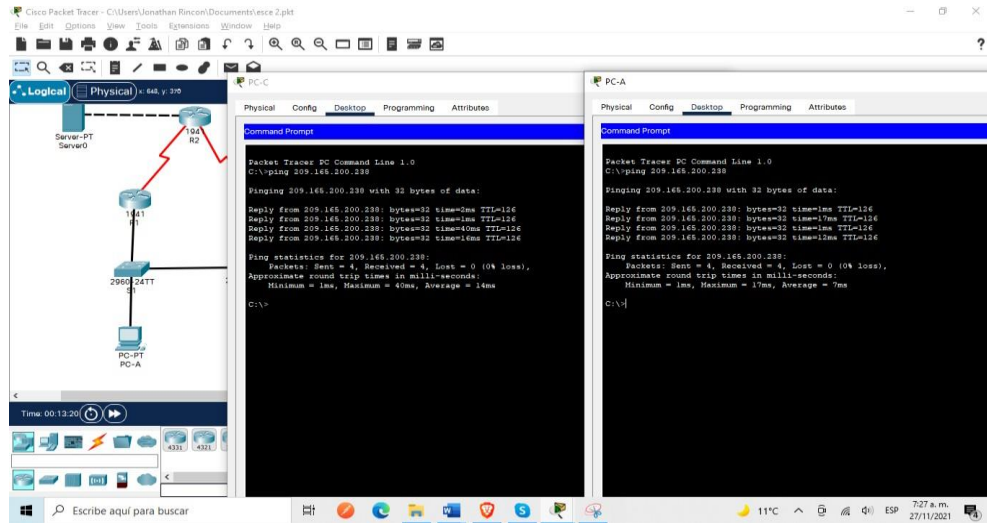 Cisco Packet Tracer - C:\Users\Jonathan Rincon\Documents\esce 2.pkt
File Edit Options View Tools Extensions Window Help
Logical Physical x: 648, y: 370
Server-PT
Server0
1941
R2
1941
R1
2960-24TT
S1
PC-PT
PC-A
Time: 00:13:20
4331 4321
PC-C
Physical Config Desktop Programming Attributes
Command Prompt
Packet Tracer PC Command Line 1.0
C:\>ping 209.165.200.238
Pinging 209.165.200.238 with 32 bytes of data:
Reply from 209.165.200.238: bytes=32 time=2ms TTL=126
Reply from 209.165.200.238: bytes=32 time=1ms TTL=126
Reply from 209.165.200.238: bytes=32 time=40ms TTL=126
Reply from 209.165.200.238: bytes=32 time=16ms TTL=126
Ping statistics for 209.165.200.238:
Packets: Sent = 4, Received = 4, Lost = 0 (0% loss),
Approximate round trip times in milli-seconds:
Minimum = 1ms, Maximum = 40ms, Average = 14ms
C:\>
PC-A
Physical Config Desktop Programming Attributes
Command Prompt
Packet Tracer PC Command Line 1.0
C:\>ping 209.165.200.238
Pinging 209.165.200.238 with 32 bytes of data:
Reply from 209.165.200.238: bytes=32 time=1ms TTL=126
Reply from 209.165.200.238: bytes=32 time=17ms TTL=126
Reply from 209.165.200.238: bytes=32 time=1ms TTL=126
Reply from 209.165.200.238: bytes=32 time=12ms TTL=126
Ping statistics for 209.165.200.238:
Packets: Sent = 4, Received = 4, Lost = 0 (0% loss),
Approximate round trip times in milli-seconds:
Minimum = 1ms, Maximum = 17ms, Average = 7ms
C:\>
Escribe aquí para buscar
11°C
ESP
7:27 a. m.
27/11/2021